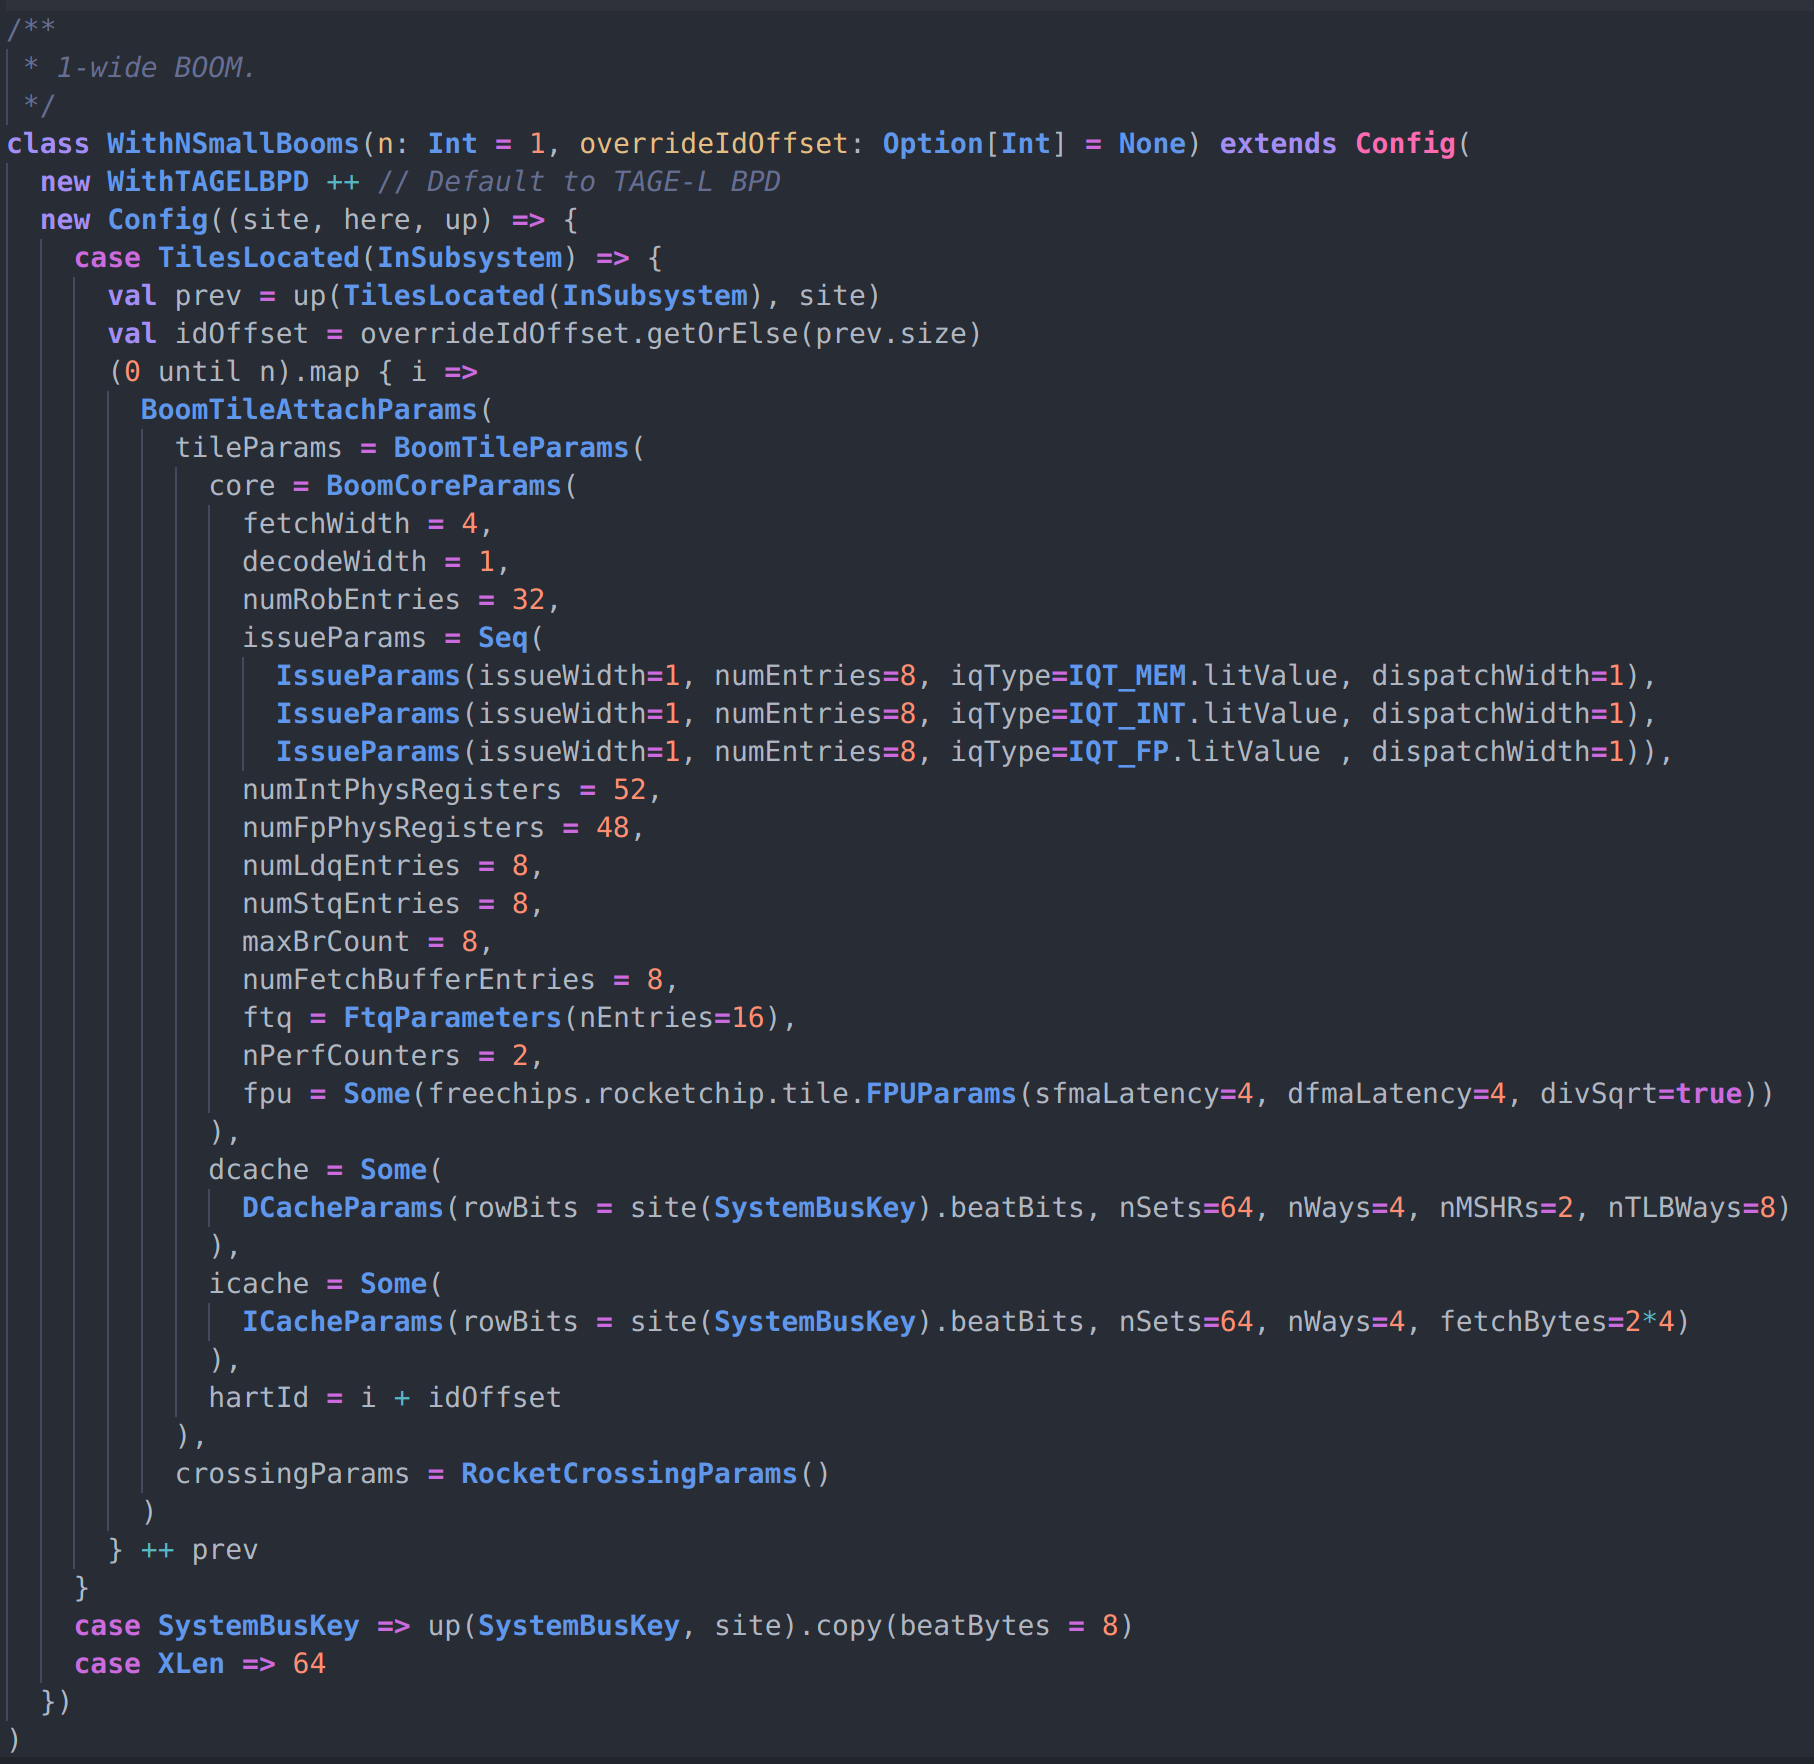 /**
 * 1-wide BOOM.
 */
class WithNSmallBooms(n: Int = 1, overrideIdOffset: Option[Int] = None) extends Config(
  new WithTAGELBPD ++ // Default to TAGE-L BPD
  new Config((site, here, up) => {
    case TilesLocated(InSubsystem) => {
      val prev = up(TilesLocated(InSubsystem), site)
      val idOffset = overrideIdOffset.getOrElse(prev.size)
      (0 until n).map { i =>
        BoomTileAttachParams(
          tileParams = BoomTileParams(
            core = BoomCoreParams(
              fetchWidth = 4,
              decodeWidth = 1,
              numRobEntries = 32,
              issueParams = Seq(
                IssueParams(issueWidth=1, numEntries=8, iqType=IQT_MEM.litValue, dispatchWidth=1),
                IssueParams(issueWidth=1, numEntries=8, iqType=IQT_INT.litValue, dispatchWidth=1),
                IssueParams(issueWidth=1, numEntries=8, iqType=IQT_FP.litValue , dispatchWidth=1)),
              numIntPhysRegisters = 52,
              numFpPhysRegisters = 48,
              numLdqEntries = 8,
              numStqEntries = 8,
              maxBrCount = 8,
              numFetchBufferEntries = 8,
              ftq = FtqParameters(nEntries=16),
              nPerfCounters = 2,
              fpu = Some(freechips.rocketchip.tile.FPUParams(sfmaLatency=4, dfmaLatency=4, divSqrt=true))
            ),
            dcache = Some(
              DCacheParams(rowBits = site(SystemBusKey).beatBits, nSets=64, nWays=4, nMSHRs=2, nTLBWays=8)
            ),
            icache = Some(
              ICacheParams(rowBits = site(SystemBusKey).beatBits, nSets=64, nWays=4, fetchBytes=2*4)
            ),
            hartId = i + idOffset
          ),
          crossingParams = RocketCrossingParams()
        )
      } ++ prev
    }
    case SystemBusKey => up(SystemBusKey, site).copy(beatBytes = 8)
    case XLen => 64
  })
)